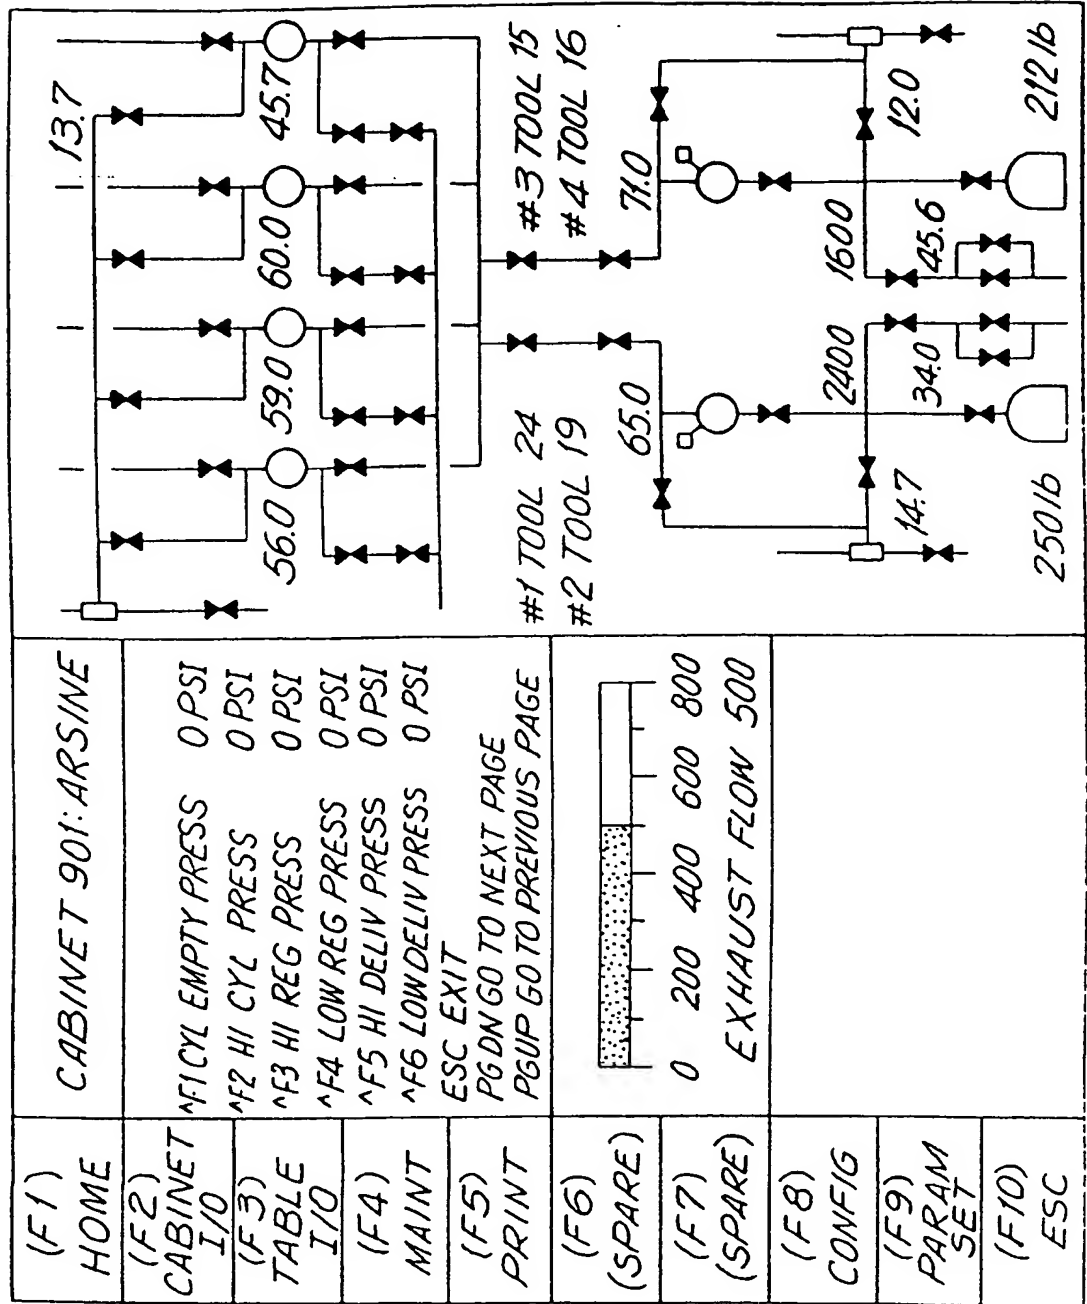 (F1)
HOME
(F2)
CABINET
I/O
(F3)
TABLE
I/O
(F4)
MAINT
(F5)
PRINT
(F6)
(SPARE)
(F7)
(SPARE)
(F8)
CONFIG
(F9)
PARAM
SET
(F10)
ESC
CABINET 901: ARSINE
^F1 CYL EMPTY PRESS 0 PSI
^F2 HI CYL PRESS 0 PSI
^F3 HI REG PRESS 0 PSI
^F4 LOW REG PRESS 0 PSI
^F5 HI DELIV PRESS 0 PSI
^F6 LOW DELIV PRESS 0 PSI
ESC EXIT
PGDN GO TO NEXT PAGE
PGUP GO TO PREVIOUS PAGE
0 200 400 600 800
EXHAUST FLOW 500
13.7
56.0 59.0 60.0 45.7
#1 TOOL 24 #3 TOOL 15
#2 TOOL 19 #4 TOOL 16
65.0 71.0
2400 1600
14.7 34.0 45.6 12.0
250 lb 212 lb